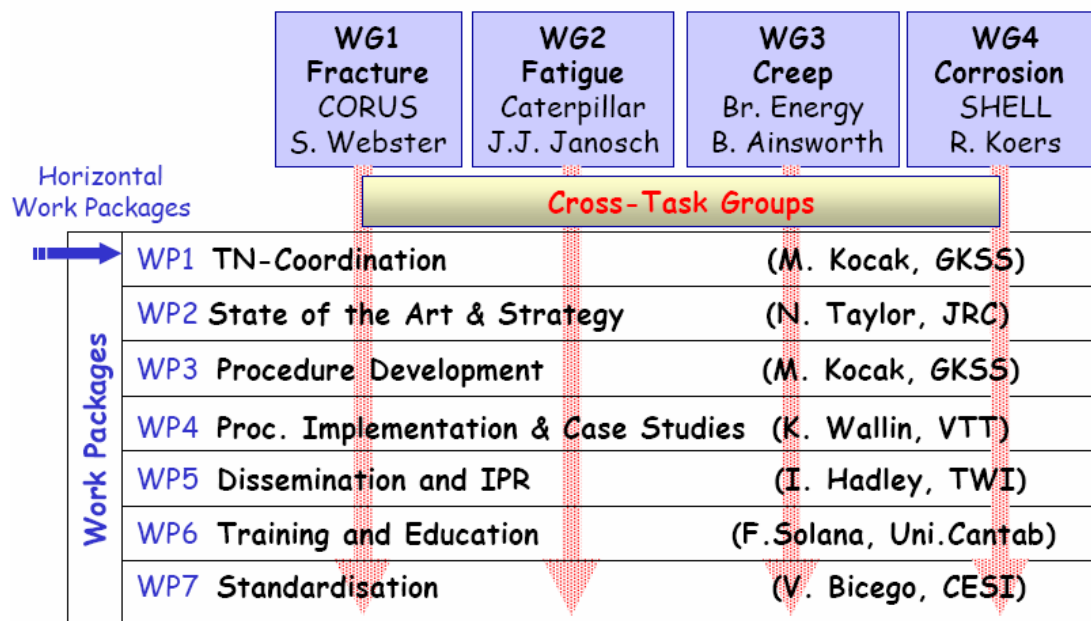 WG1
Fracture
CORUS
S. Webster
WG2
Fatigue
Caterpillar
J.J. Janosch
WG3
Creep
Br. Energy
B. Ainsworth
WG4
Corrosion
SHELL
R. Koers
Horizontal
Work Packages
Cross-Task Groups
Work Packages
WP1 TN-Coordination (M. Kocak, GKSS)
WP2 State of the Art & Strategy (N. Taylor, JRC)
WP3 Procedure Development (M. Kocak, GKSS)
WP4 Proc. Implementation & Case Studies (K. Wallin, VTT)
WP5 Dissemination and IPR (I. Hadley, TWI)
WP6 Training and Education (F.Solana, Uni.Cantab)
WP7 Standardisation (V. Bicego, CESI)